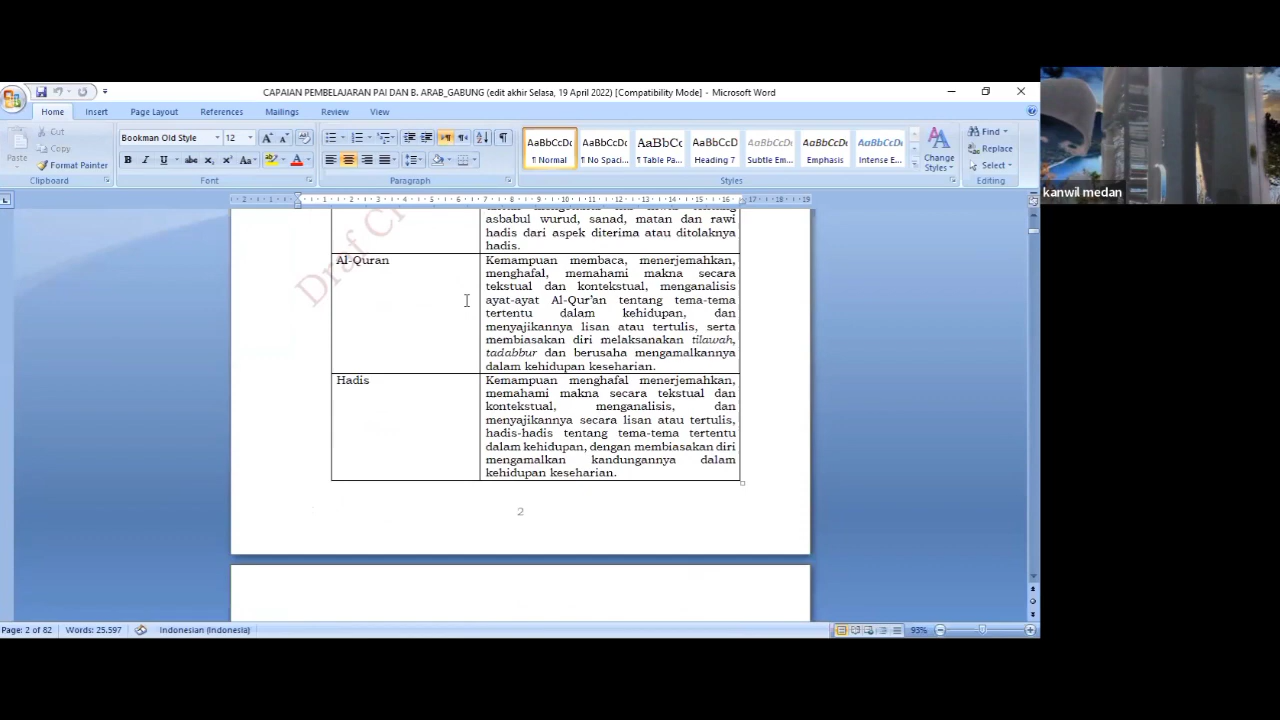 CAPAIAN PEMBELAJARAN PAI DAN B. ARAB_GABUNG (edit akhir Selasa, 19 April 2022) [Compatibility Mode] - Microsoft Word
Home Insert Page Layout References Mailings Review View
Paste
Cut
Copy
Format Painter
Clipboard
Bookman Old Style 12
Font
Paragraph
AaBbCcDc AaBbCcDc AaBbCc AaBbCcD AaBbCcDc AaBbCcDc AaBbCcDc
¶ Normal ¶ No Spaci... ¶ Table Pa... Heading 7 Subtle Em... Emphasis Intense E...
Change Styles
Styles
Find
Replace
Select
Editing
kanwil medan
Draf C
asbabul wurud, sanad, matan dan rawi
hadis dari aspek diterima atau ditolaknya
hadis.
Al-Quran
Kemampuan membaca, menerjemahkan,
menghafal, memahami makna secara
tekstual dan kontekstual, menganalisis
ayat-ayat Al-Qur’an tentang tema-tema
tertentu dalam kehidupan, dan
menyajikannya lisan atau tertulis, serta
membiasakan diri melaksanakan tilawah,
tadabbur dan berusaha mengamalkannya
dalam kehidupan keseharian.
Hadis
Kemampuan menghafal menerjemahkan,
memahami makna secara tekstual dan
kontekstual, menganalisis, dan
menyajikannya secara lisan atau tertulis,
hadis-hadis tentang tema-tema tertentu
dalam kehidupan, dengan membiasakan diri
mengamalkan kandungannya dalam
kehidupan keseharian.
2
Page: 2 of 82 Words: 25.597 Indonesian (Indonesia) 93%